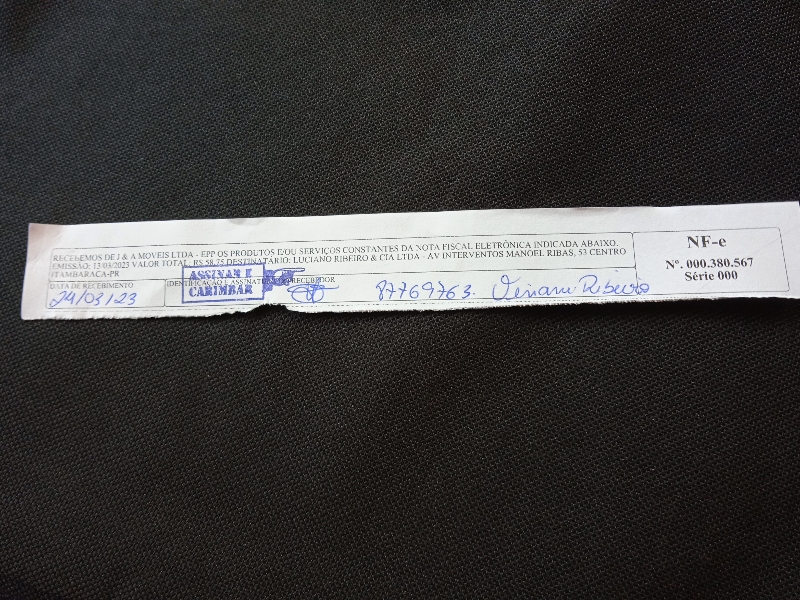 RECEBEMOS DE J & A MOVEIS LTDA - EPP OS PRODUTOS E/OU SERVIÇOS CONSTANTES DA NOTA FISCAL ELETRÔNICA INDICADA ABAIXO.
EMISSÃO: 13/03/2023 VALOR TOTAL: R$ 58,75 DESTINATÁRIO: LUCIANO RIBEIRO & CIA LTDA - AV INTERVENTOS MANOEL RIBAS, 53 CENTRO
ITAMBARACA-PR
DATA DE RECEBIMENTO
24/03/23
IDENTIFICAÇÃO E ASSINATURA DO RECEBEDOR
ASSINAR E
CARIMBAR
87769763. Ribeiro
NF-e
Nº. 000.380.567
Série 000